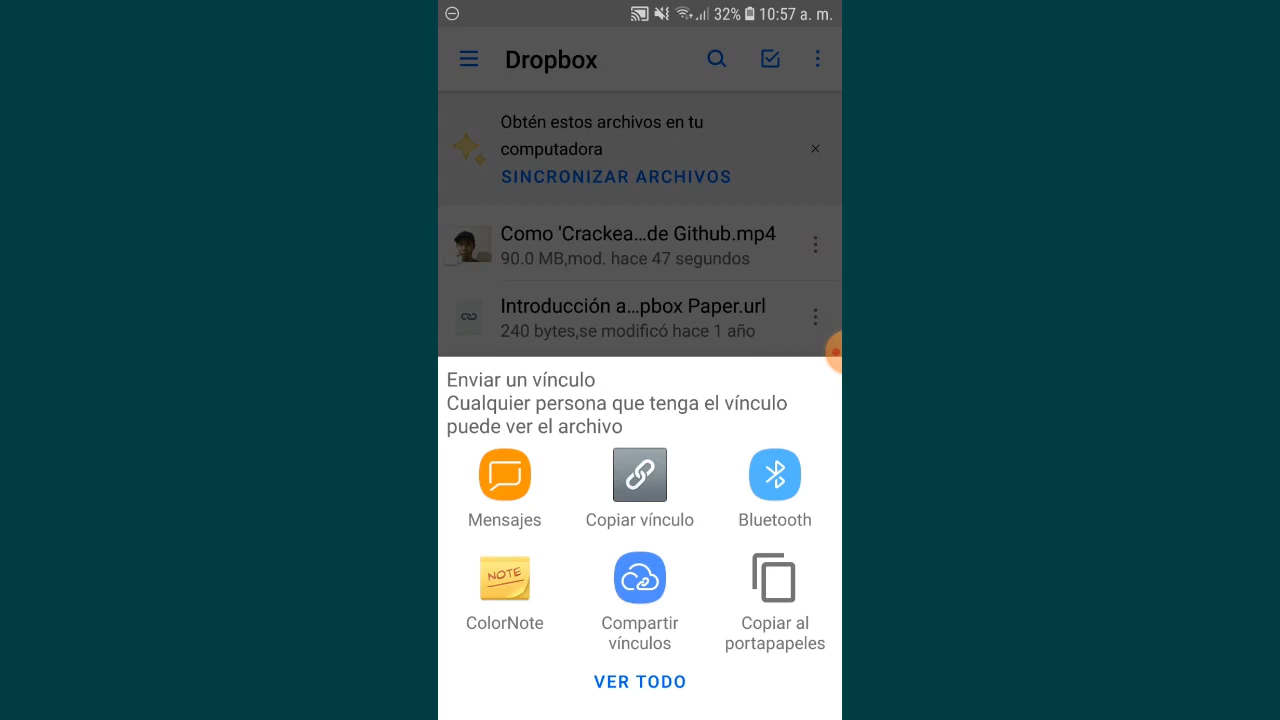 32% 10:57 a. m.
Dropbox
Obtén estos archivos en tu
computadora
SINCRONIZAR ARCHIVOS
Como 'Crackea...de Github.mp4
90.0 MB,mod. hace 47 segundos
Introducción a...pbox Paper.url
240 bytes,se modificó hace 1 año
Enviar un vínculo
Cualquier persona que tenga el vínculo
puede ver el archivo
Mensajes
Copiar vínculo
Bluetooth
NOTE
ColorNote
Compartir
vínculos
Copiar al
portapapeles
VER TODO